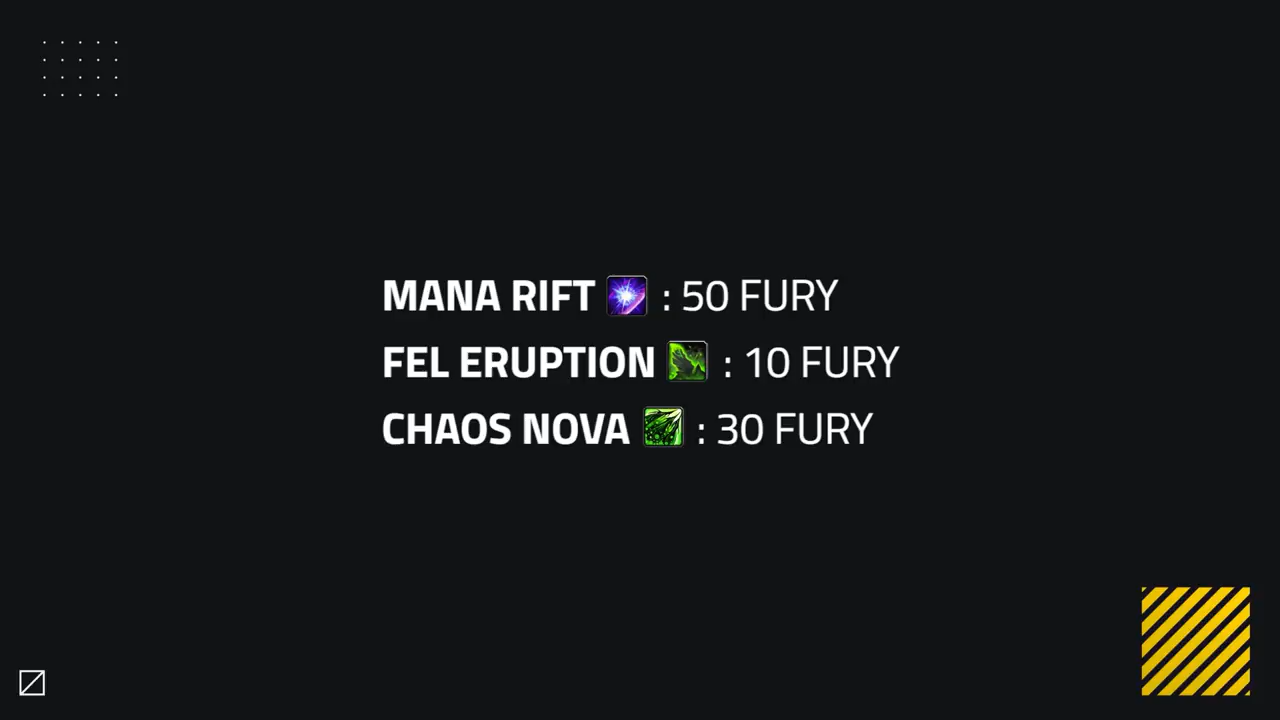 MANA RIFT : 50 FURY
FEL ERUPTION : 10 FURY
CHAOS NOVA : 30 FURY